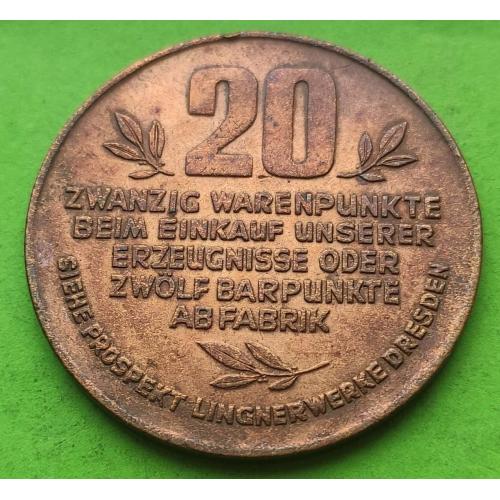 20
ZWANZIG WARENPUNKTE
BEIM EINKAUF UNSERER
ERZEUGNISSE ODER
ZWÖLF BARPUNKTE
AB FABRIK
SIEHE PROSPEKT LINGNERWERKE DRESDEN